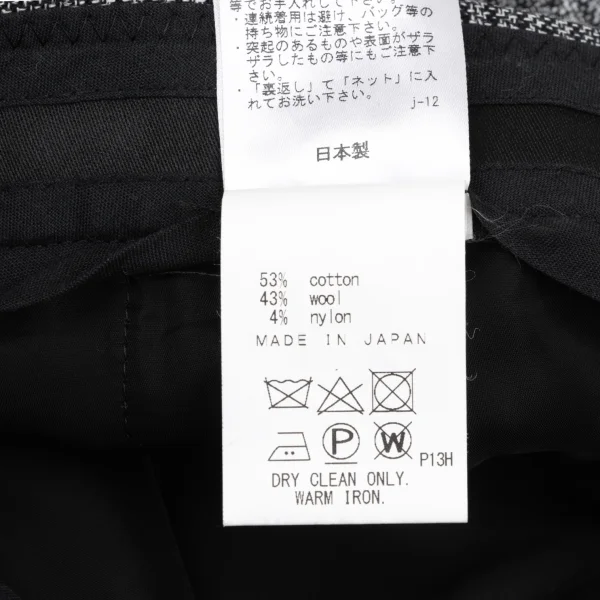 等でお手入れして下さい。
・連続着用は避け、バッグ等の
持ち物にご注意下さい。
・突起のあるものや表面がザラ
ザラしたもの等にもご注意下
さい。
・「裏返し」て「ネット」に入
れてお洗い下さい。
j-12
日本製
53% cotton
43% wool
4% nylon
MADE IN JAPAN
P W P13H
DRY CLEAN ONLY.
WARM IRON.